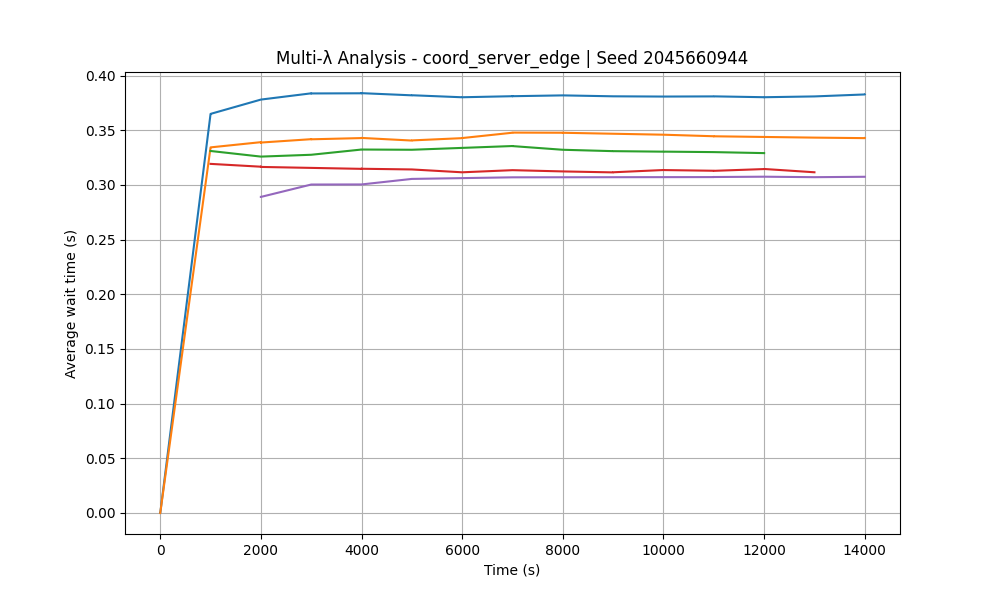 Multi-λ Analysis - coord_server_edge | Seed 2045660944
Average wait time (s)
0.40
0.35
0.30
0.25
0.20
0.15
0.10
0.05
0.00
0 2000 4000 6000 8000 10000 12000 14000
Time (s)